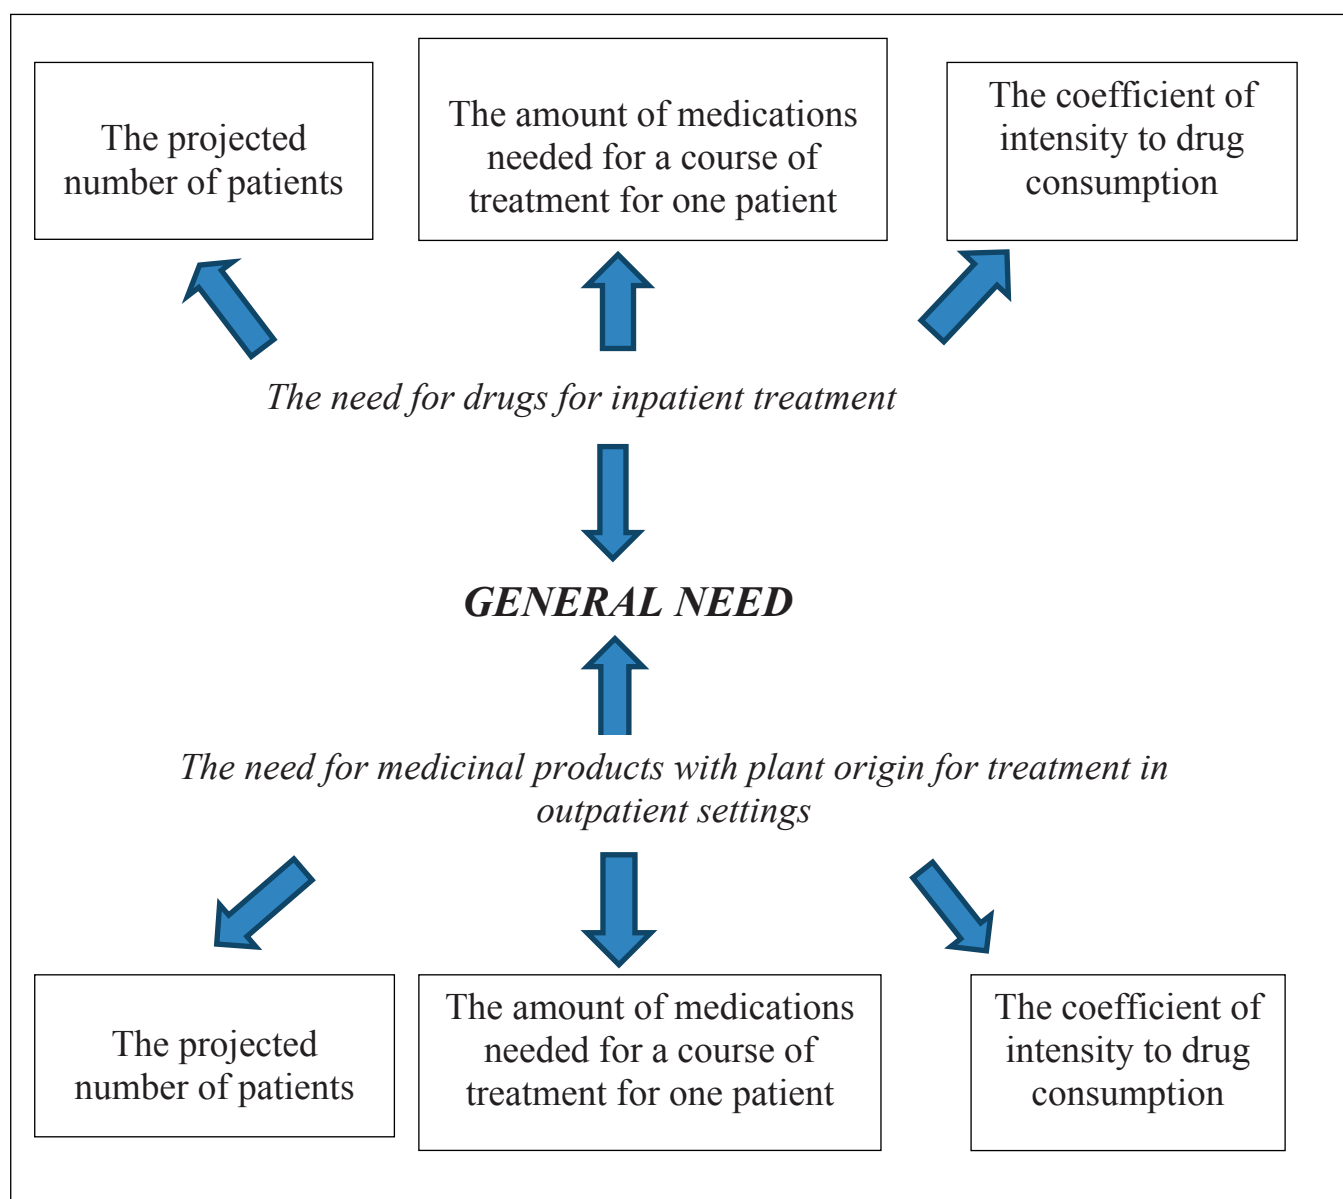 The projected
number of patients
The amount of medications
needed for a course of
treatment for one patient
The coefficient of
intensity to drug
consumption
The need for drugs for inpatient treatment
GENERAL NEED
The need for medicinal products with plant origin for treatment in
outpatient settings
The projected
number of patients
The amount of medications
needed for a course of
treatment for one patient
The coefficient of
intensity to drug
consumption